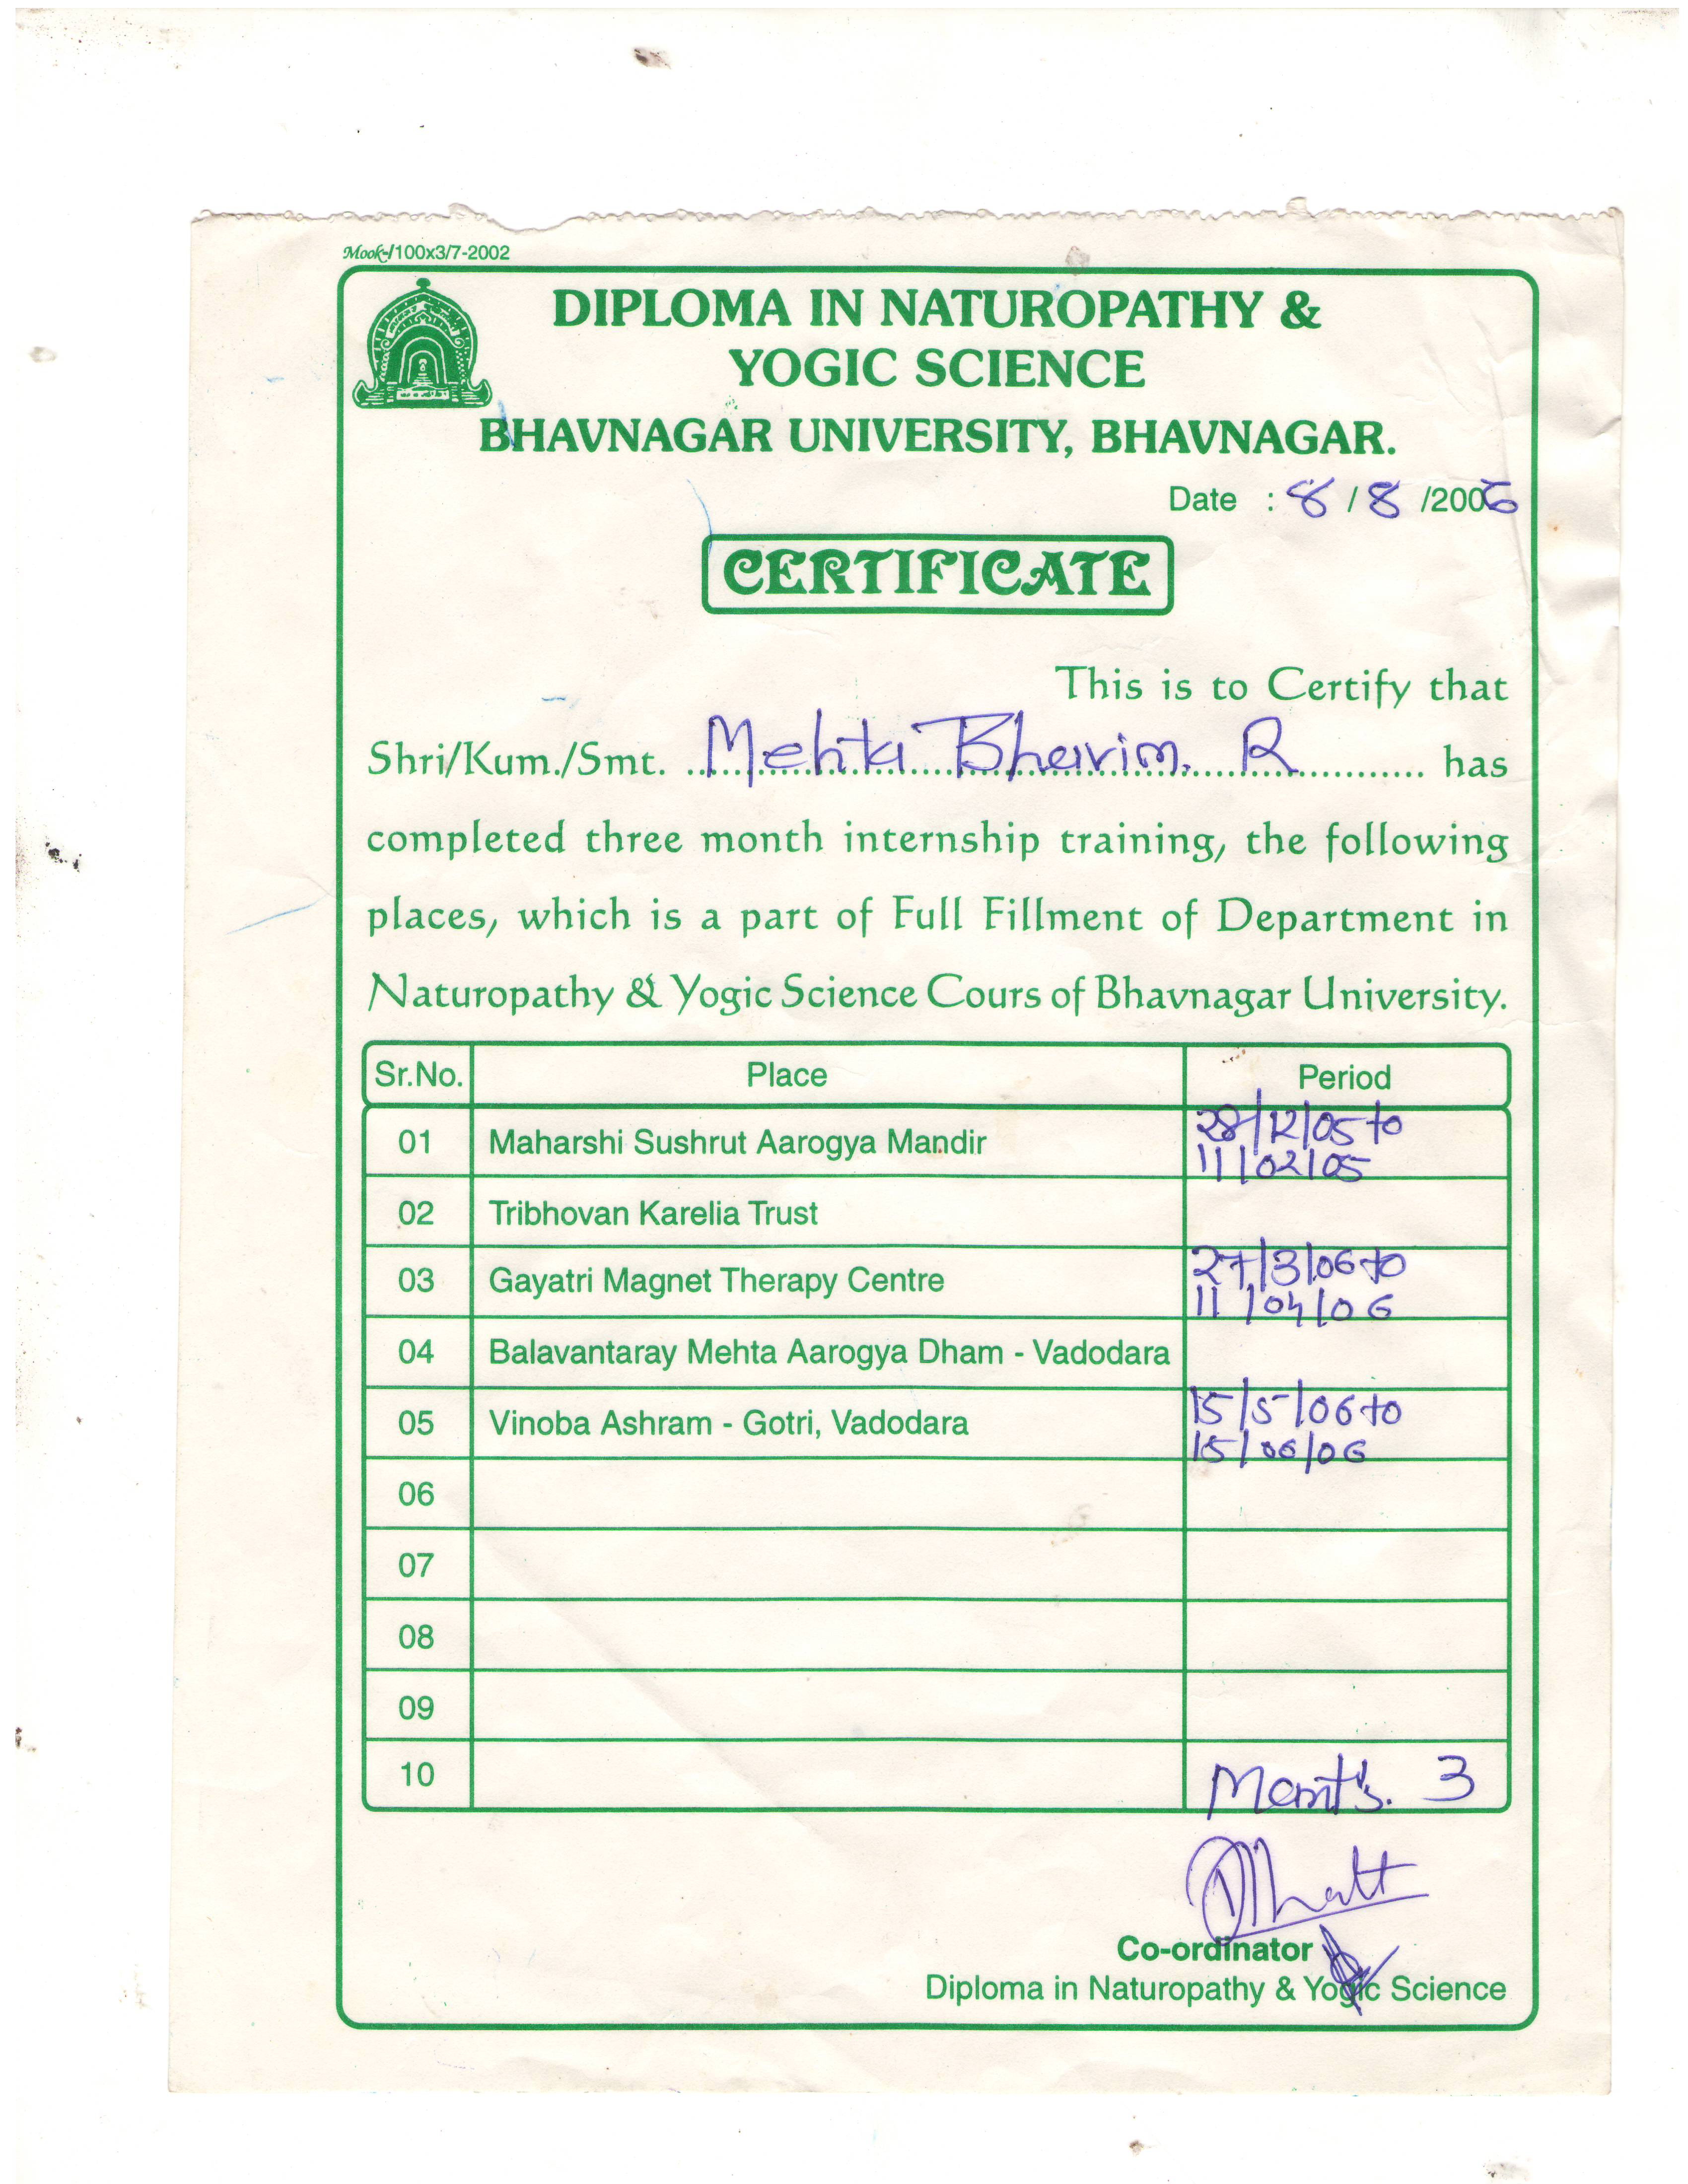 Mook-/100x3/7-2002
DIPLOMA IN NATUROPATHY &
YOGIC SCIENCE
BHAVNAGAR UNIVERSITY, BHAVNAGAR.
Date : 8 / 8 /2006
CERTIFICATE
This is to Certify that
Shri/Kum./Smt. Mehta Bhavin. R has
completed three month internship training, the following
places, which is a part of Full Fillment of Department in
Naturopathy & Yogic Science Cours of Bhavnagar University.
Sr.No. Place Period
01 Maharshi Sushrut Aarogya Mandir 28/12/05 to
11/02/05
02 Tribhovan Karelia Trust
03 Gayatri Magnet Therapy Centre 27/3/06 to
11/04/06
04 Balavantaray Mehta Aarogya Dham - Vadodara
05 Vinoba Ashram - Gotri, Vadodara 15/5/06 to
15/06/06
06
07
08
09
10 3
Co-ordinator
Diploma in Naturopathy & Yogic Science